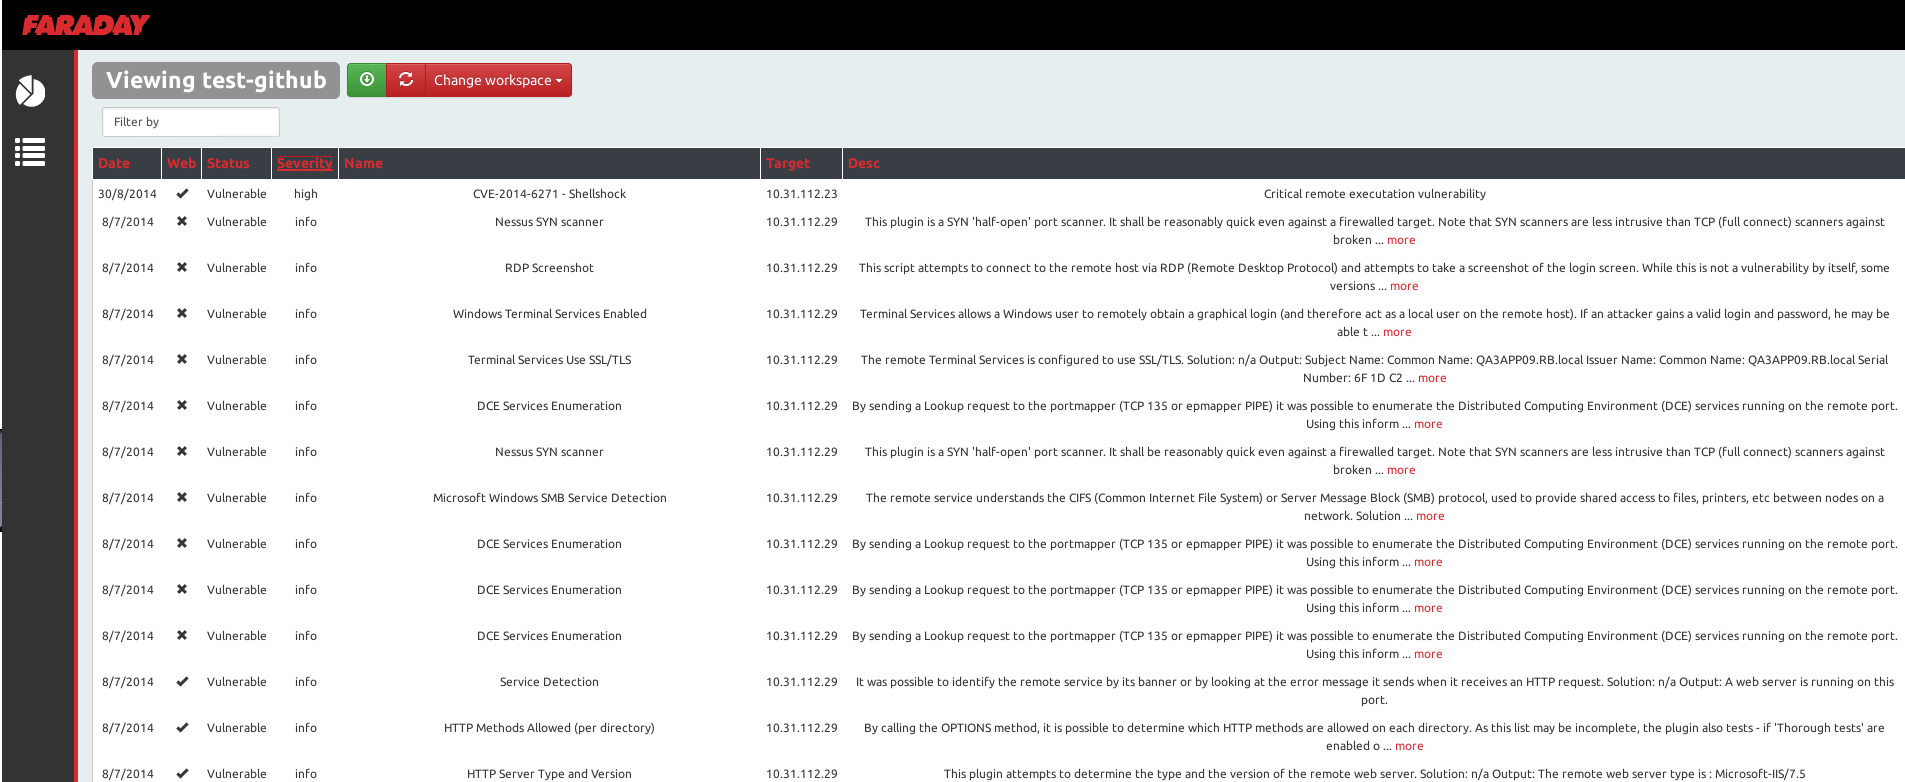 FARADAY
Viewing test-github Change workspace
Filter by
Date Web Status Severity Name Target Desc
30/8/2014 Vulnerable high CVE-2014-6271 - Shellshock 10.31.112.23 Critical remote executation vulnerability
8/7/2014 Vulnerable info Nessus SYN scanner 10.31.112.29 This plugin is a SYN 'half-open' port scanner. It shall be reasonably quick even against a firewalled target. Note that SYN scanners are less intrusive than TCP (full connect) scanners against
broken ... more
8/7/2014 Vulnerable info RDP Screenshot 10.31.112.29 This script attempts to connect to the remote host via RDP (Remote Desktop Protocol) and attempts to take a screenshot of the login screen. While this is not a vulnerability by itself, some
versions ... more
8/7/2014 Vulnerable info Windows Terminal Services Enabled 10.31.112.29 Terminal Services allows a Windows user to remotely obtain a graphical login (and therefore act as a local user on the remote host). If an attacker gains a valid login and password, he may be
able t ... more
8/7/2014 Vulnerable info Terminal Services Use SSL/TLS 10.31.112.29 The remote Terminal Services is configured to use SSL/TLS. Solution: n/a Output: Subject Name: Common Name: QA3APP09.RB.local Issuer Name: Common Name: QA3APP09.RB.local Serial
Number: 6F 1D C2 ... more
8/7/2014 Vulnerable info DCE Services Enumeration 10.31.112.29 By sending a Lookup request to the portmapper (TCP 135 or epmapper PIPE) it was possible to enumerate the Distributed Computing Environment (DCE) services running on the remote port.
Using this inform ... more
8/7/2014 Vulnerable info Nessus SYN scanner 10.31.112.29 This plugin is a SYN 'half-open' port scanner. It shall be reasonably quick even against a firewalled target. Note that SYN scanners are less intrusive than TCP (full connect) scanners against
broken ... more
8/7/2014 Vulnerable info Microsoft Windows SMB Service Detection 10.31.112.29 The remote service understands the CIFS (Common Internet File System) or Server Message Block (SMB) protocol, used to provide shared access to files, printers, etc between nodes on a
network. Solution ... more
8/7/2014 Vulnerable info DCE Services Enumeration 10.31.112.29 By sending a Lookup request to the portmapper (TCP 135 or epmapper PIPE) it was possible to enumerate the Distributed Computing Environment (DCE) services running on the remote port.
Using this inform ... more
8/7/2014 Vulnerable info DCE Services Enumeration 10.31.112.29 By sending a Lookup request to the portmapper (TCP 135 or epmapper PIPE) it was possible to enumerate the Distributed Computing Environment (DCE) services running on the remote port.
Using this inform ... more
8/7/2014 Vulnerable info DCE Services Enumeration 10.31.112.29 By sending a Lookup request to the portmapper (TCP 135 or epmapper PIPE) it was possible to enumerate the Distributed Computing Environment (DCE) services running on the remote port.
Using this inform ... more
8/7/2014 Vulnerable info Service Detection 10.31.112.29 It was possible to identify the remote service by its banner or by looking at the error message it sends when it receives an HTTP request. Solution: n/a Output: A web server is running on this
port.
8/7/2014 Vulnerable info HTTP Methods Allowed (per directory) 10.31.112.29 By calling the OPTIONS method, it is possible to determine which HTTP methods are allowed on each directory. As this list may be incomplete, the plugin also tests - if 'Thorough tests' are
enabled o ... more
8/7/2014 Vulnerable info HTTP Server Type and Version 10.31.112.29 This plugin attempts to determine the type and the version of the remote web server. Solution: n/a Output: The remote web server type is : Microsoft-IIS/7.5